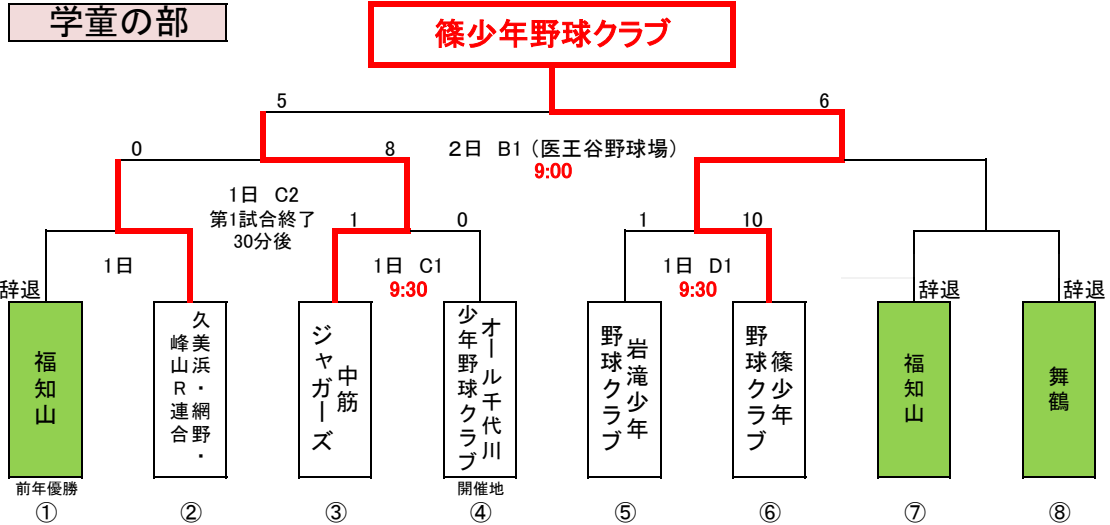 学童の部
篠少年野球クラブ
5
6
0
8
2日 B1（医王谷野球場）
9:00
1日 C2
第1試合終了
30分後
1
0
1
10
1日
1日 C1
9:30
1日 D1
9:30
辞退
辞退
辞退
福知山
久美浜・網野・
峰山R連合
中筋
ジャガーズ
オール千代川
少年野球クラブ
岩滝少年
野球クラブ
篠少年
野球クラブ
福知山
舞鶴
前年優勝
開催地
①
②
③
④
⑤
⑥
⑦
⑧